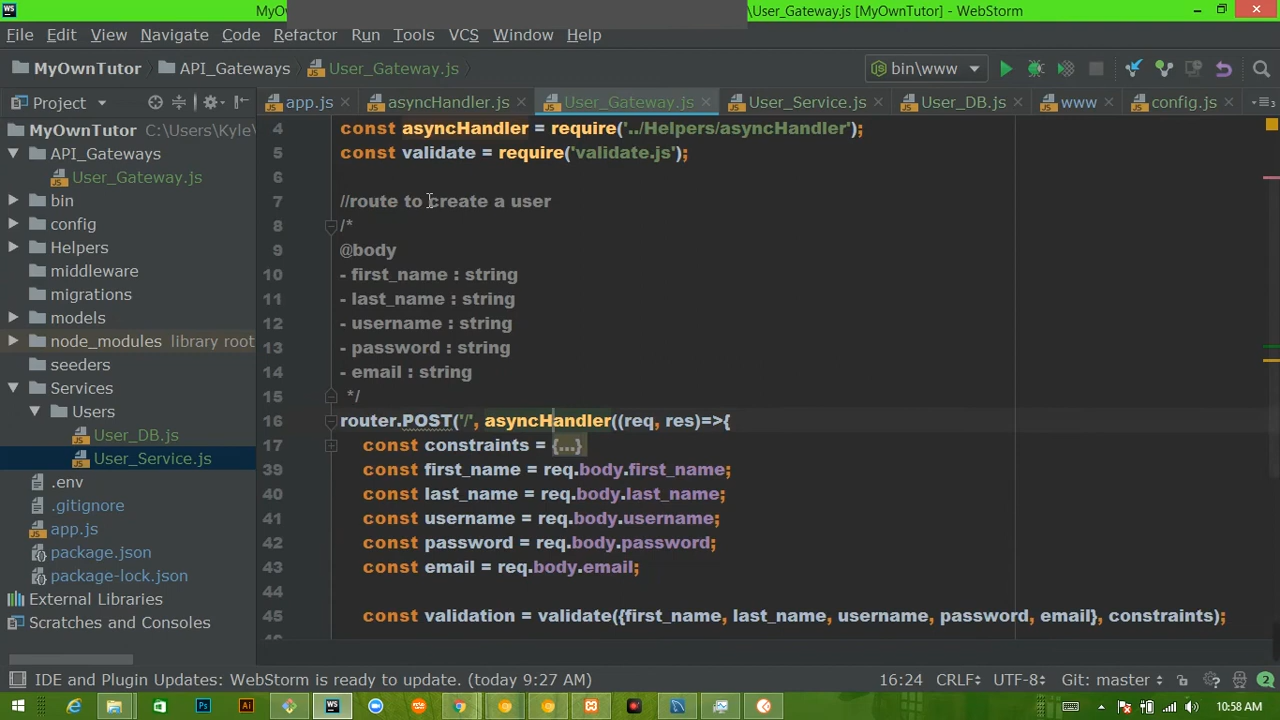 MyO
\User_Gateway.js [MyOwnTutor] - WebStorm
File Edit View Navigate Code Refactor Run Tools VCS Window Help
MyOwnTutor API_Gateways User_Gateway.js
bin\www
Project
app.js asyncHandler.js User_Gateway.js User_Service.js User_DB.js www config.js
MyOwnTutor C:\Users\Kyle\
API_Gateways
User_Gateway.js
bin
config
Helpers
middleware
migrations
models
node_modules library root
seeders
Services
Users
User_DB.js
User_Service.js
.env
.gitignore
app.js
package.json
package-lock.json
External Libraries
Scratches and Consoles
4 const asyncHandler = require('../Helpers/asyncHandler');
5 const validate = require('validate.js');
6
7 //route to create a user
8 /*
9 @body
10 - first_name : string
11 - last_name : string
12 - username : string
13 - password : string
14 - email : string
15 */
16 router.POST('/', asyncHandler((req, res)=>{
17 const constraints = {...}
39 const first_name = req.body.first_name;
40 const last_name = req.body.last_name;
41 const username = req.body.username;
42 const password = req.body.password;
43 const email = req.body.email;
44
45 const validation = validate({first_name, last_name, username, password, email}, constraints);
IDE and Plugin Updates: WebStorm is ready to update. (today 9:27 AM)
16:24 CRLF UTF-8 Git: master 2
10:58 AM